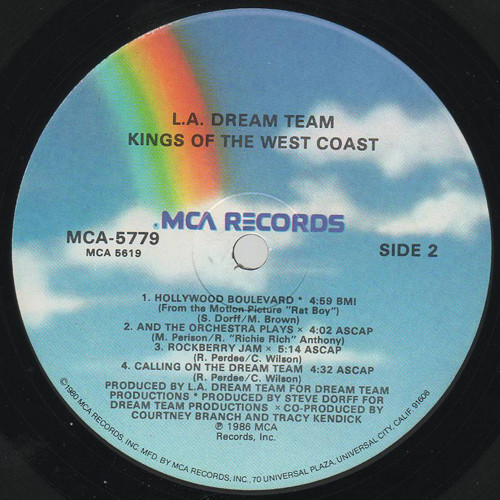 L.A. DREAM TEAM
KINGS OF THE WEST COAST
MCA RECORDS
MCA-5779
MCA 5619
SIDE 2
1. HOLLYWOOD BOULEVARD * 4:59 BMI
(From the Motion Picture "Rat Boy")
(S. Dorff/M. Brown)
2. AND THE ORCHESTRA PLAYS × 4:02 ASCAP
(M. Perison/R. "Richie Rich" Anthony)
3. ROCKBERRY JAM × 5:14 ASCAP
(R. Perdee/C. Wilson)
4. CALLING ON THE DREAM TEAM 4:32 ASCAP
(R. Perdee/C. Wilson)
PRODUCED BY L.A. DREAM TEAM FOR DREAM TEAM
PRODUCTIONS * PRODUCED BY STEVE DORFF FOR
DREAM TEAM PRODUCTIONS × CO-PRODUCED BY
COURTNEY BRANCH AND TRACY KENDICK
℗ 1986 MCA
Records, Inc.
©1980 MCA RECORDS, INC. MFD. BY MCA RECORDS, INC., 70 UNIVERSAL PLAZA, UNIVERSAL CITY, CALIF. 91608